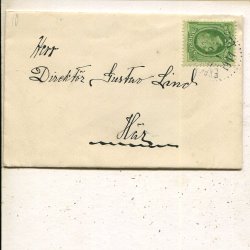 Herr
Direktör Gustav Lind
Här